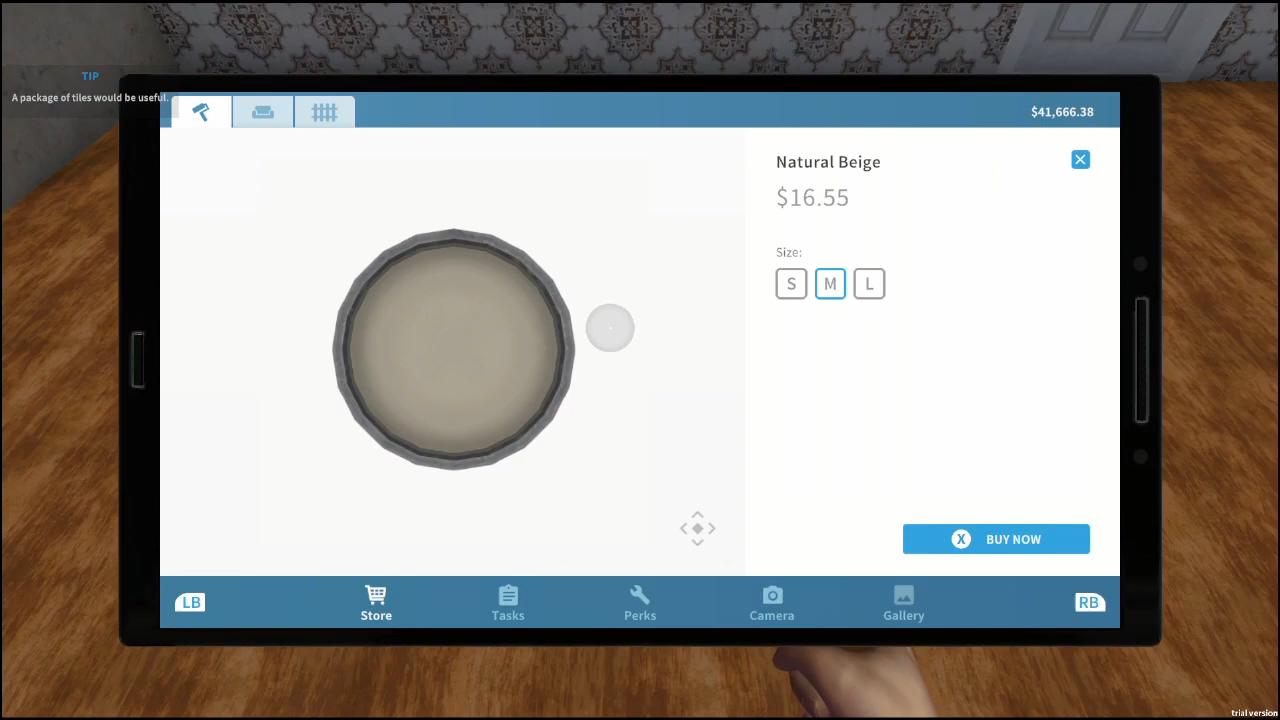 TIP
A package of tiles would be useful.
$41,666.38
Natural Beige
$16.55
Size:
S M L
X BUY NOW
LB
Store
Tasks
Perks
Camera
Gallery
RB
trial version